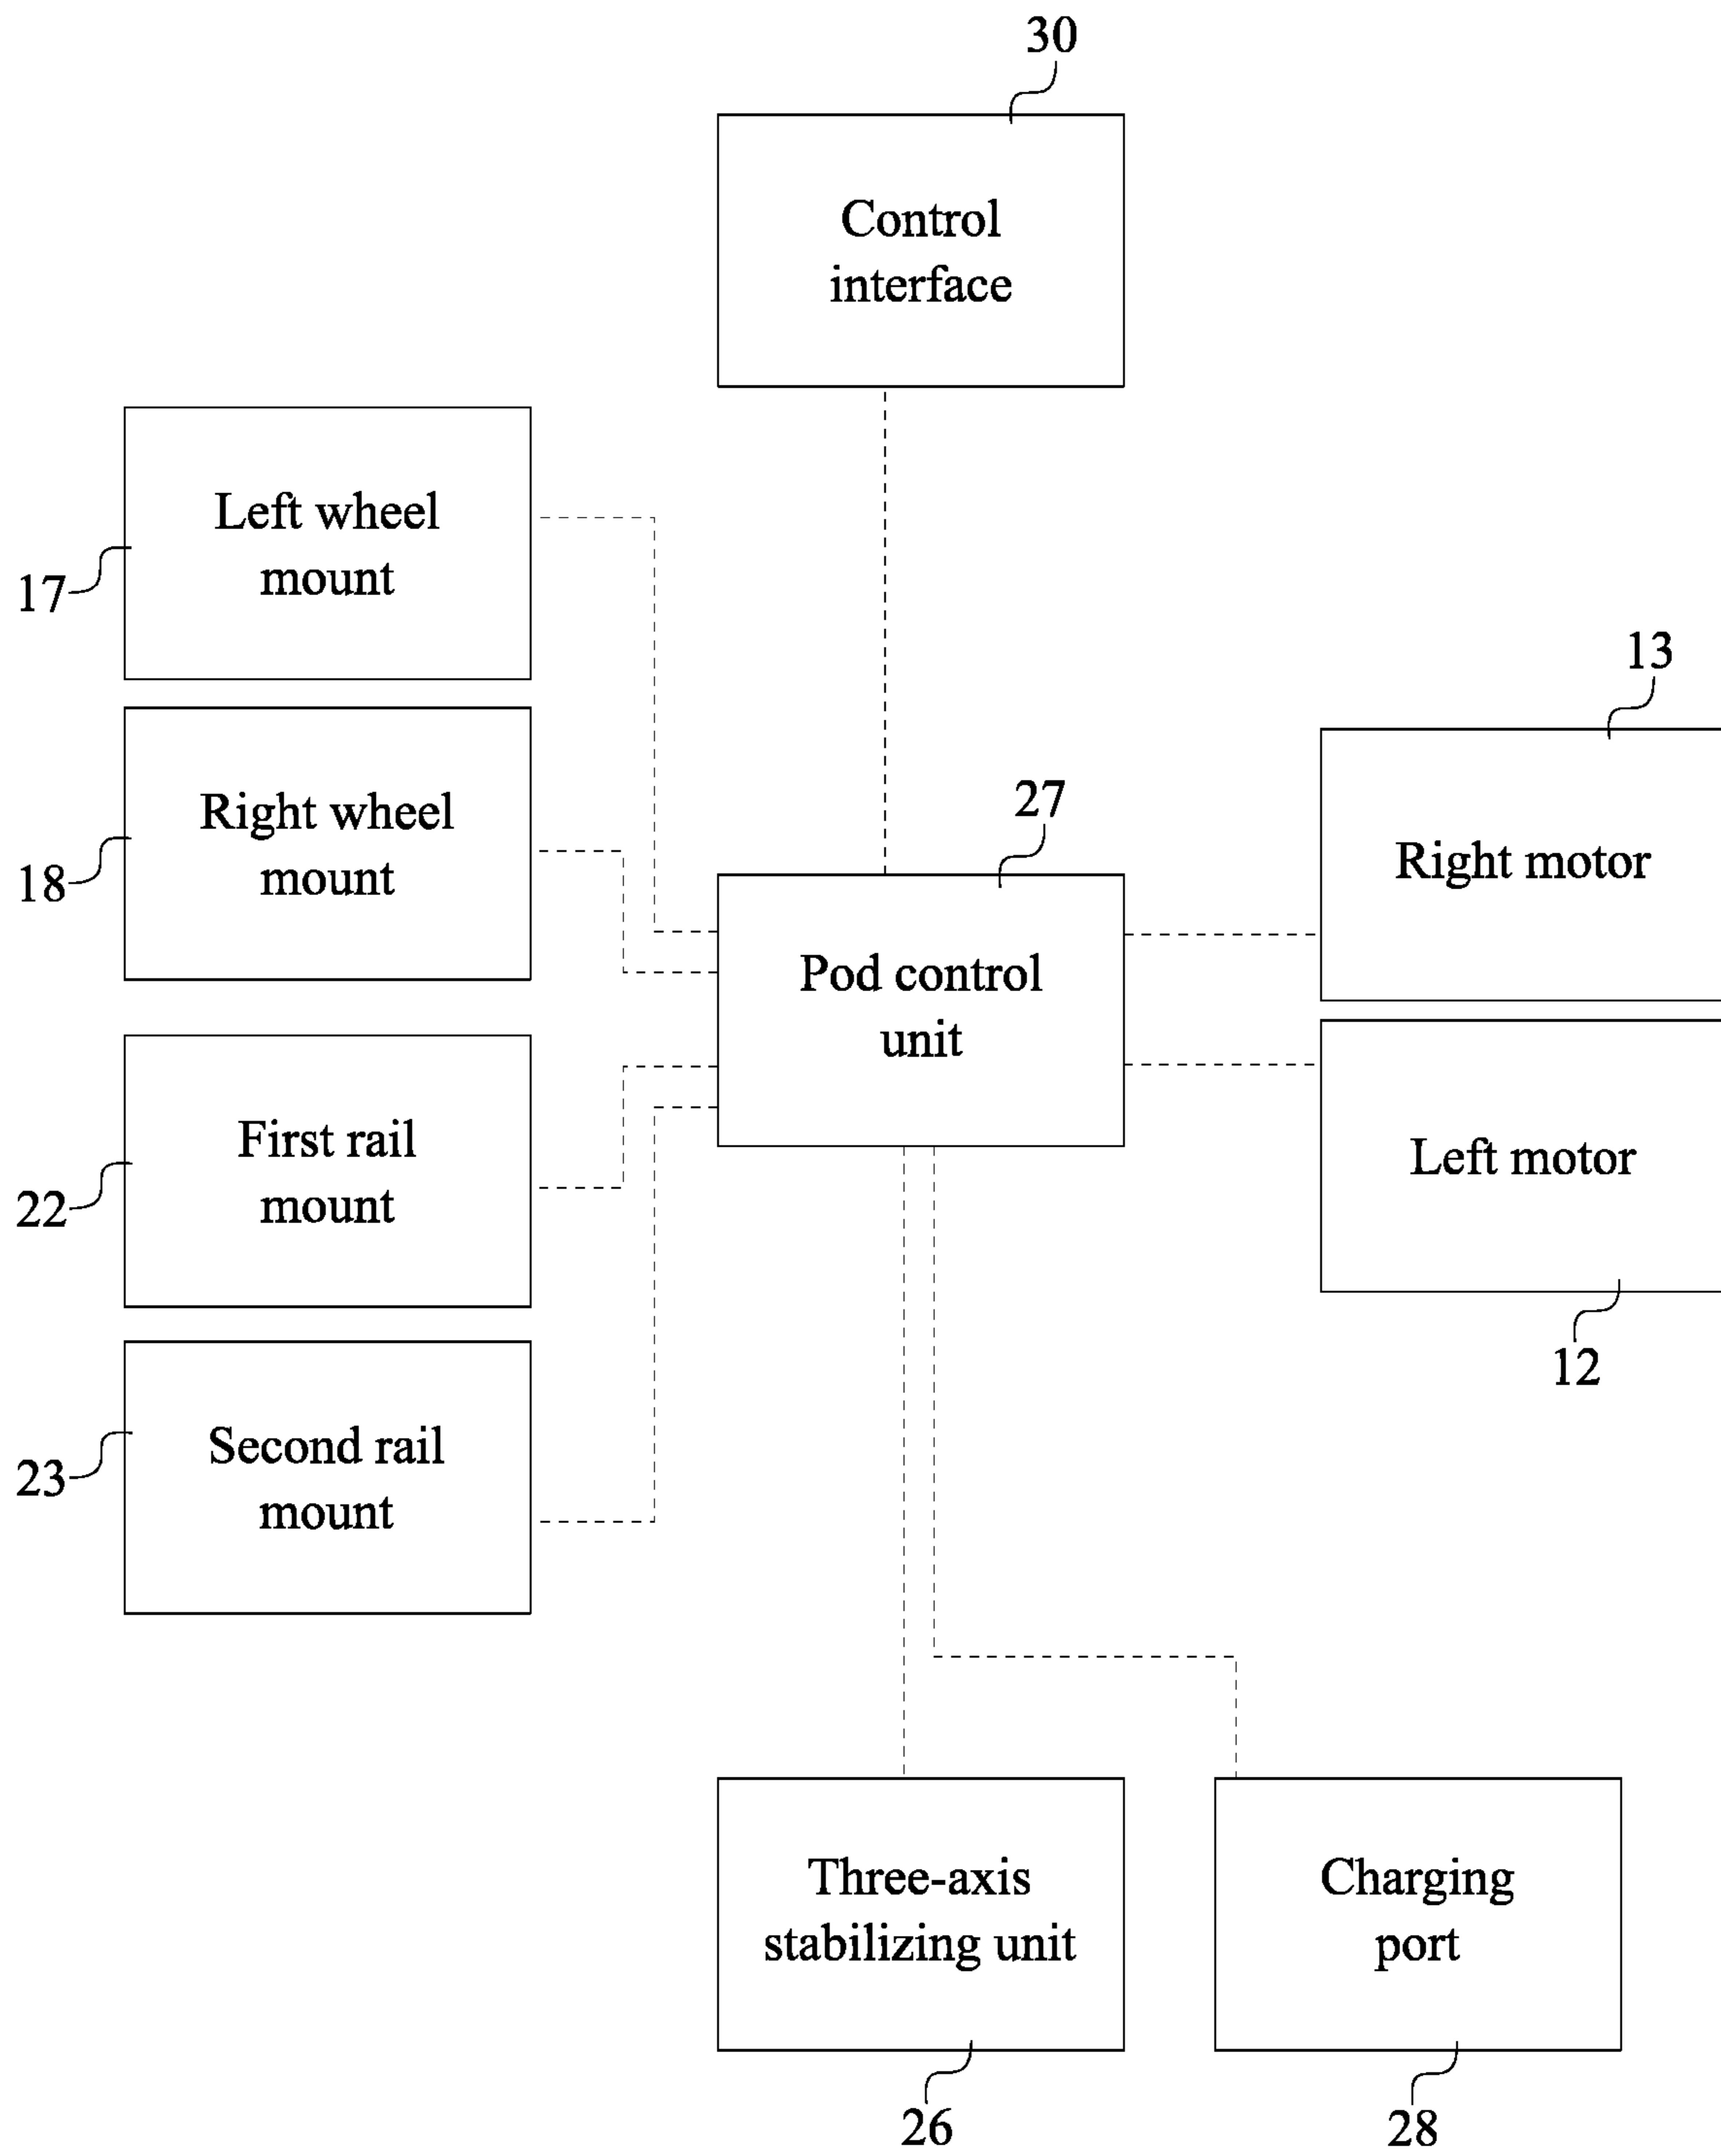 30
Control
interface
Left wheel
mount
17
13
Right wheel
mount
18
27
Right motor
Pod control
unit
First rail
mount
22
Left motor
12
Second rail
mount
23
Three-axis
stabilizing unit
Charging
port
26
28